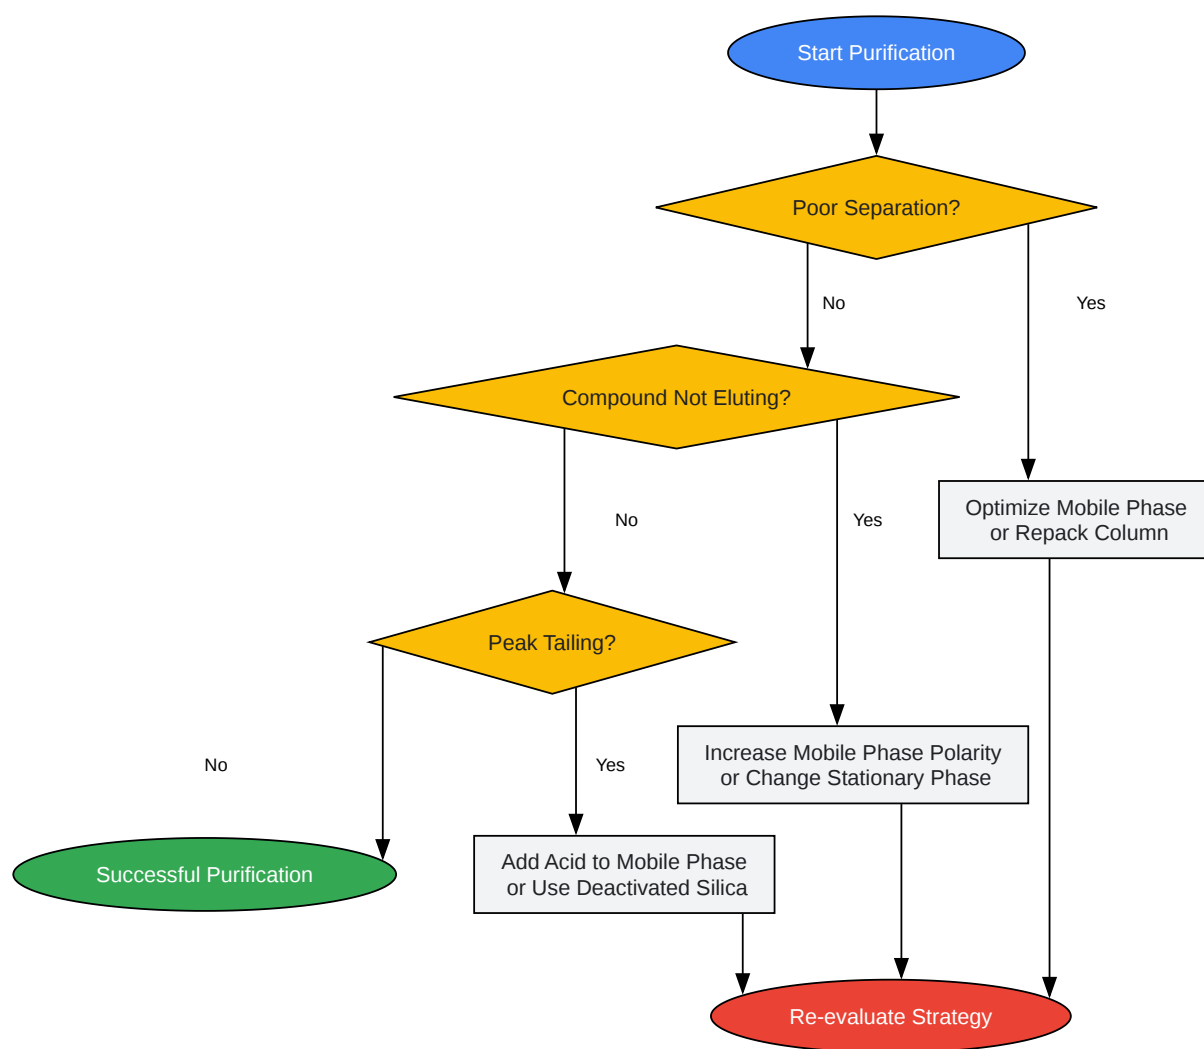 Start Purification
Poor Separation?
No
Yes
Compound Not Eluting?
Optimize Mobile Phase
or Repack Column
No
Yes
Peak Tailing?
Increase Mobile Phase Polarity
or Change Stationary Phase
No
Yes
Add Acid to Mobile Phase
or Use Deactivated Silica
Successful Purification
Re-evaluate Strategy